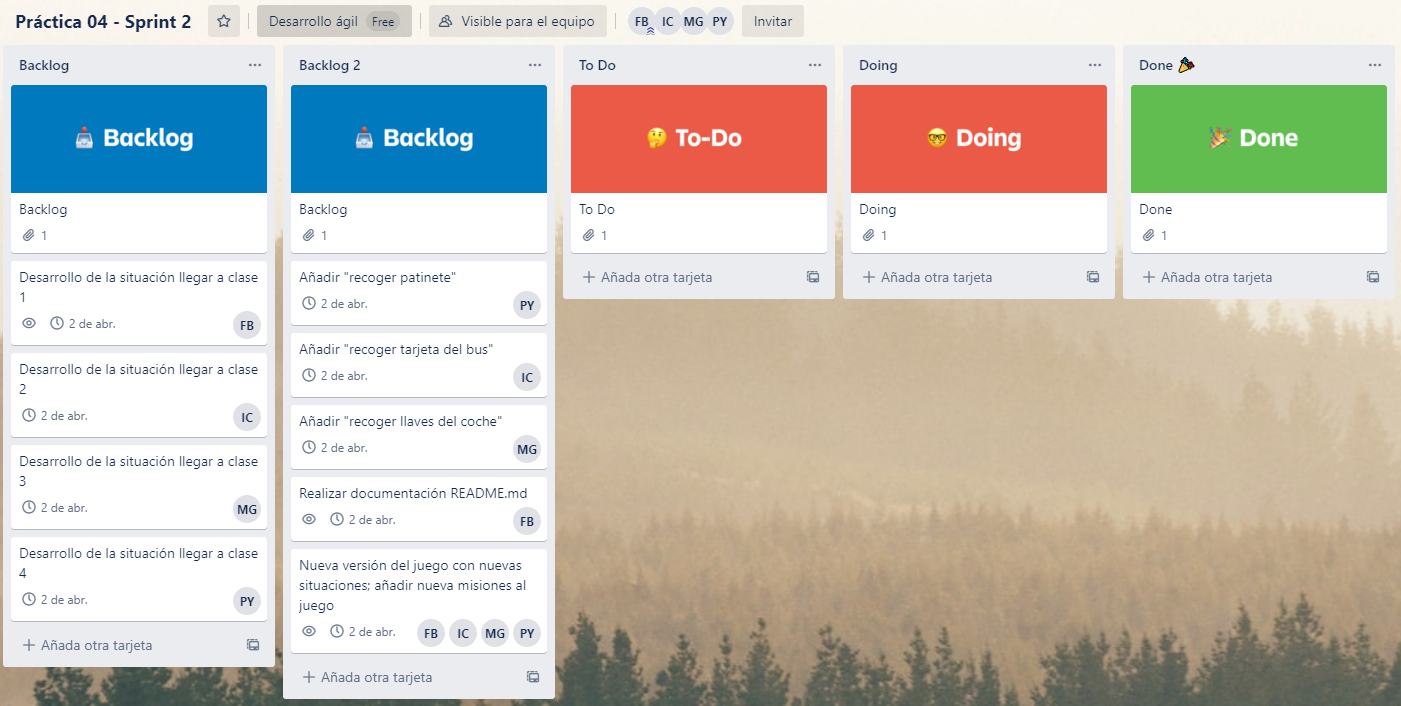 Práctica 04 - Sprint 2
Desarrollo ágil Free
Visible para el equipo
FB IC MG PY
Invitar
Backlog
Backlog
Backlog
1
Desarrollo de la situación llegar a clase
1
2 de abr.
FB
Desarrollo de la situación llegar a clase
2
2 de abr.
IC
Desarrollo de la situación llegar a clase
3
2 de abr.
MG
Desarrollo de la situación llegar a clase
4
2 de abr.
PY
Añada otra tarjeta
Backlog 2
Backlog
Backlog
1
Añadir "recoger patinete"
2 de abr.
PY
Añadir "recoger tarjeta del bus"
2 de abr.
IC
Añadir "recoger llaves del coche"
2 de abr.
MG
Realizar documentación README.md
2 de abr.
FB
Nueva versión del juego con nuevas
situaciones; añadir nueva misiones al
juego
2 de abr.
FB IC MG PY
Añada otra tarjeta
To Do
To-Do
To Do
1
Añada otra tarjeta
Doing
Doing
Doing
1
Añada otra tarjeta
Done
Done
Done
1
Añada otra tarjeta